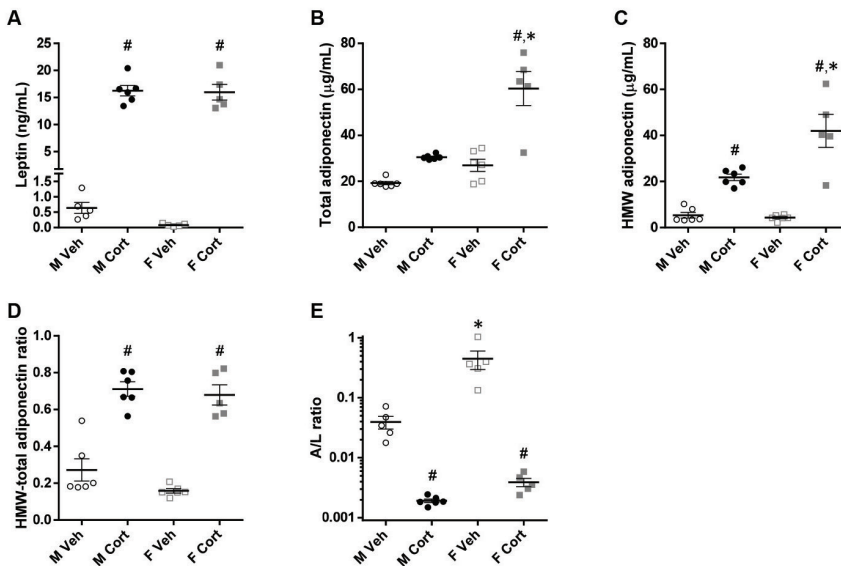 A
Leptin (ng/mL)
25
20
15
10
1.5
1.0
0.5
0.0
#
#
M Veh
M Cort
F Veh
F Cort
B
Total adiponectin (µg/mL)
80
60
40
20
0
#,*
M Veh
M Cort
F Veh
F Cort
C
HMW adiponectin (µg/mL)
80
60
40
20
0
#
#,*
M Veh
M Cort
F Veh
F Cort
D
HMW-total adiponectin ratio
1.0
0.8
0.6
0.4
0.2
0.0
#
#
M Veh
M Cort
F Veh
F Cort
E
A/L ratio
1
0.1
0.01
0.001
#
*
#
M Veh
M Cort
F Veh
F Cort